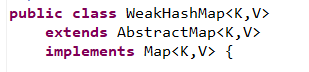 public class WeakHashMap<K,V>
    extends AbstractMap<K,V>
    implements Map<K,V> {